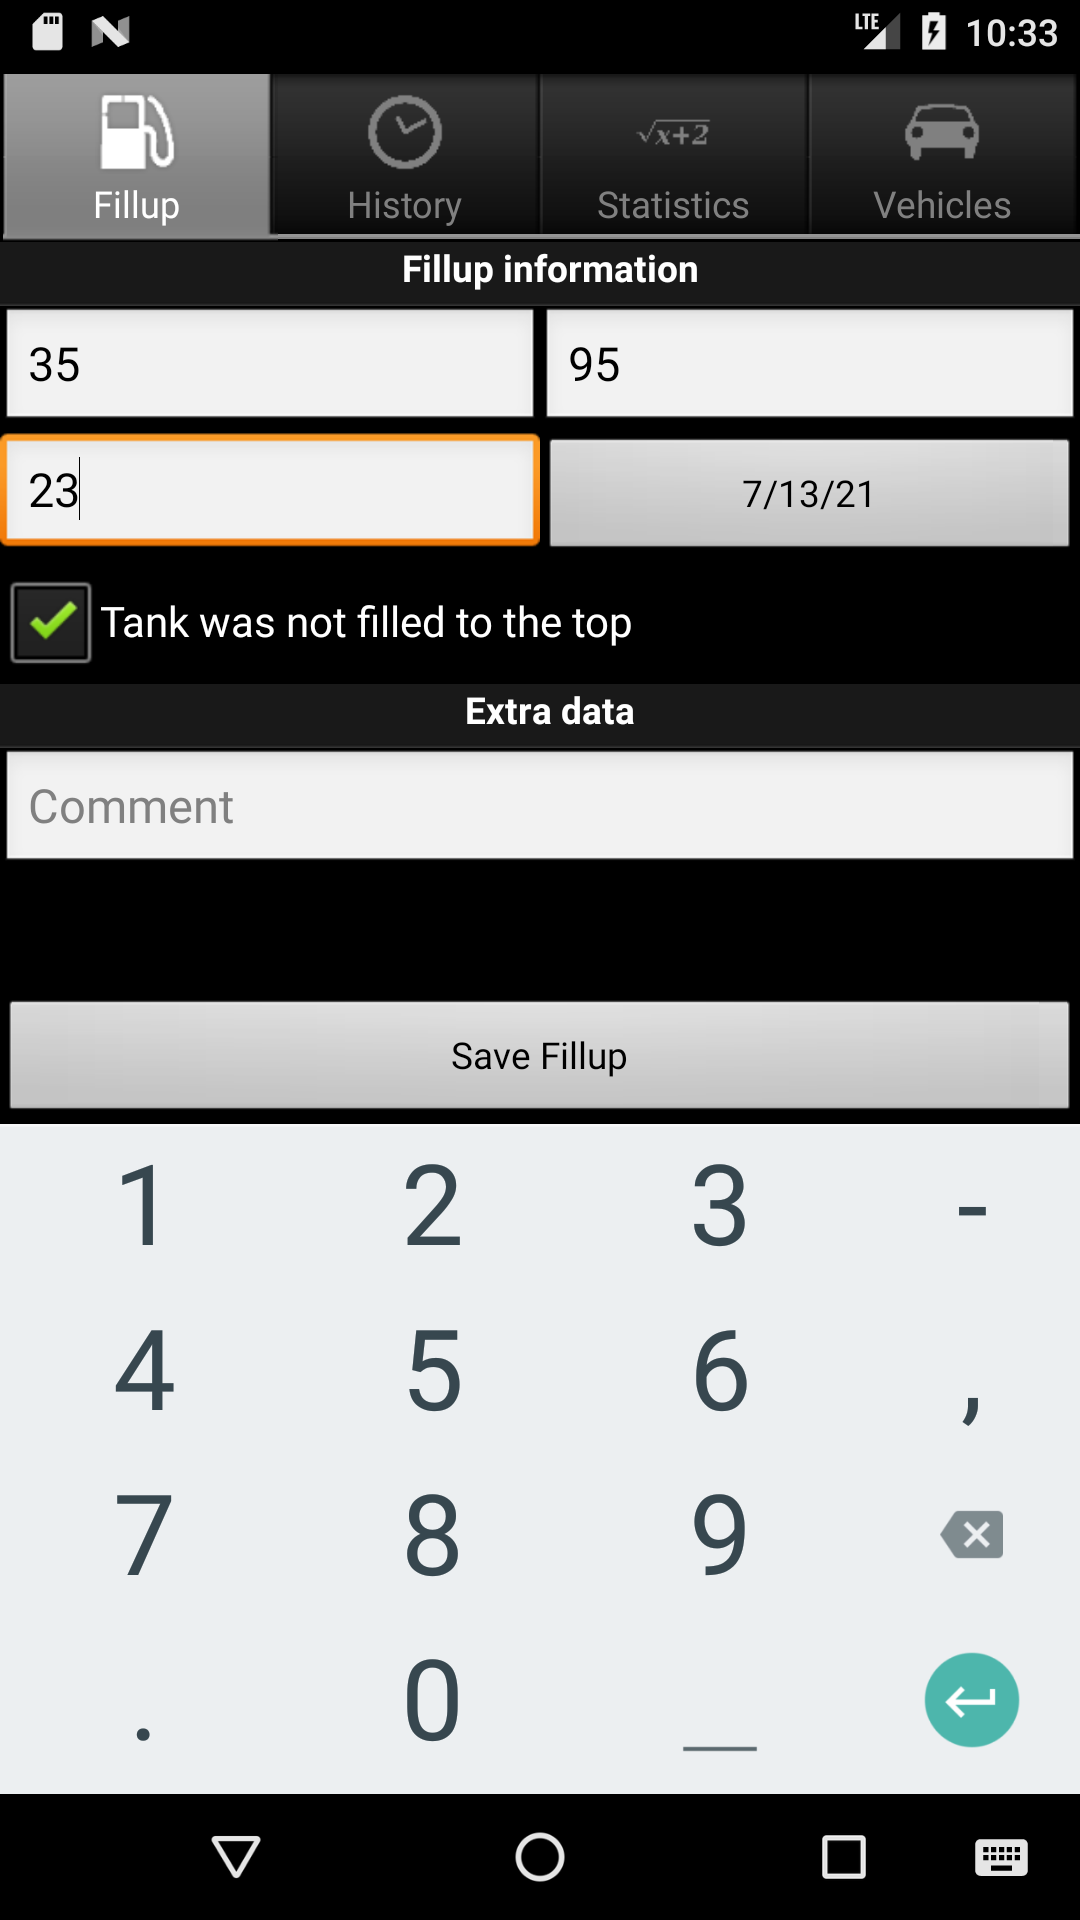 LTE 10:33
√x+2
Fillup History Statistics Vehicles
Fillup information
35 95
23 7/13/21
Tank was not filled to the top
Extra data
Comment
Save Fillup
1 2 3 -
4 5 6 ,
7 8 9
. 0